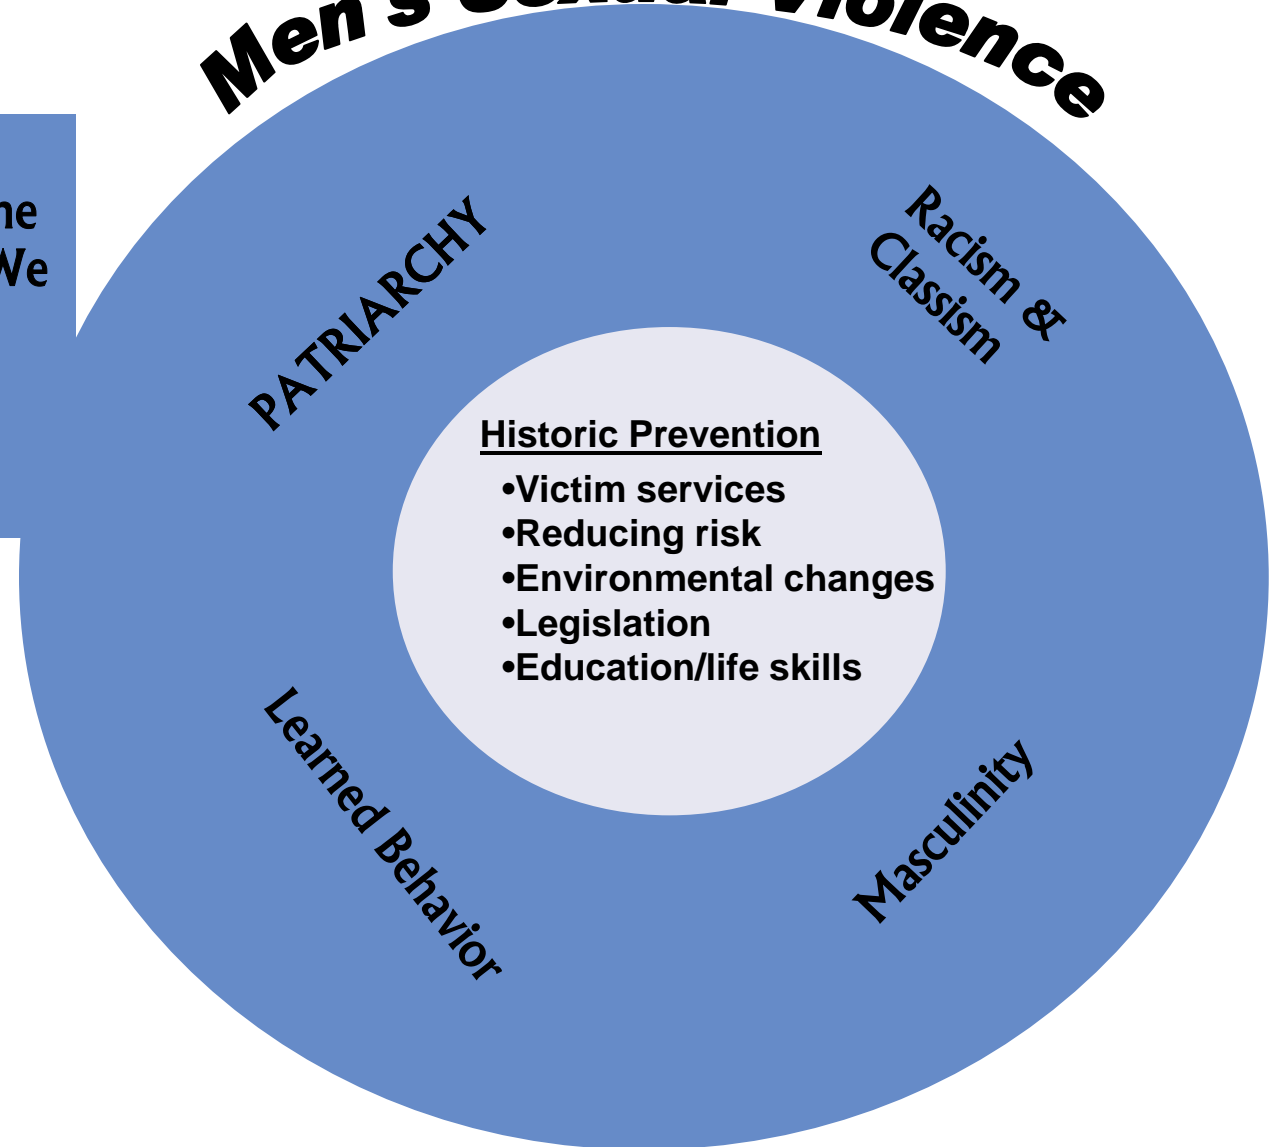 Men's Sexual Violence
We
PATRIARCHY
Racism &
Classism
Historic Prevention
•Victim services
•Reducing risk
•Environmental changes
•Legislation
•Education/life skills
Learned Behavior
Masculinity